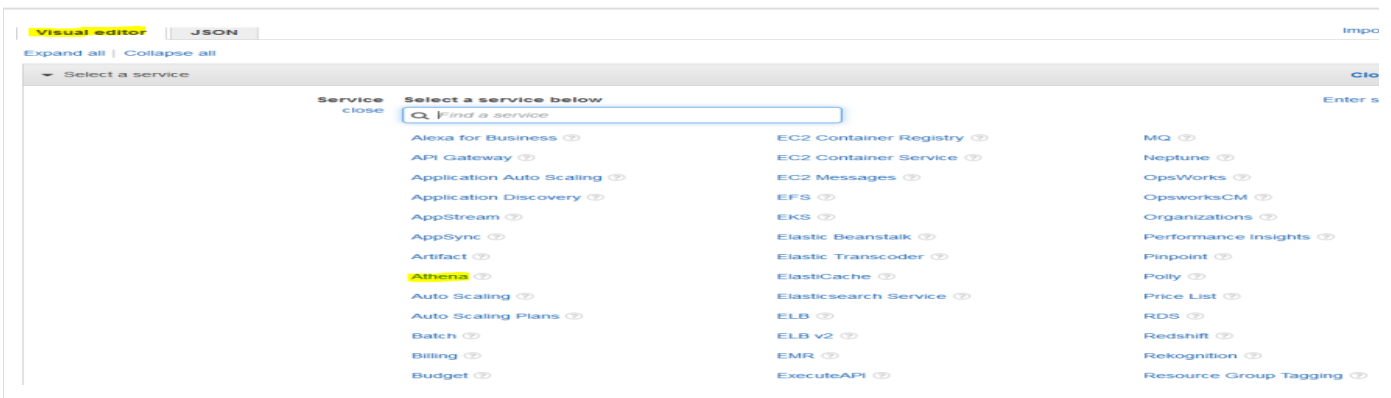 Visual editor JSON Impo
Expand all | Collapse all
Select a service Clo
Service Select a service below Enter s
close Find a service
Alexa for Business EC2 Container Registry MQ
API Gateway EC2 Container Service Neptune
Application Auto Scaling EC2 Messages OpsWorks
Application Discovery EFS OpsworksCM
AppStream EKS Organizations
AppSync Elastic Beanstalk Performance Insights
Artifact Elastic Transcoder Pinpoint
Athena ElastiCache Polly
Auto Scaling Elasticsearch Service Price List
Auto Scaling Plans ELB RDS
Batch ELB v2 Redshift
Billing EMR Rekognition
Budget ExecuteAPI Resource Group Tagging